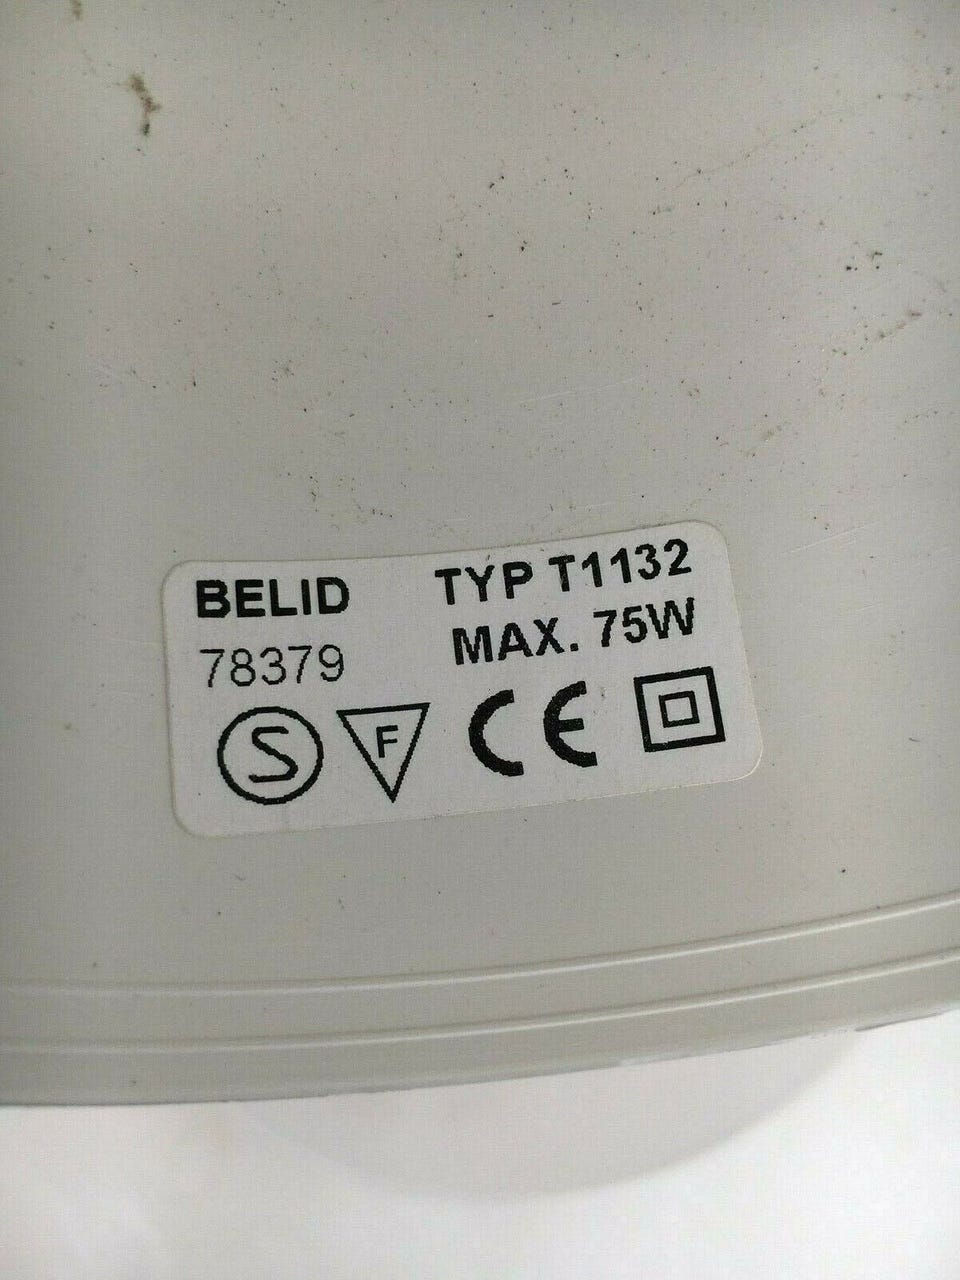 BELID TYP T1132
78379 MAX. 75W
S F CE